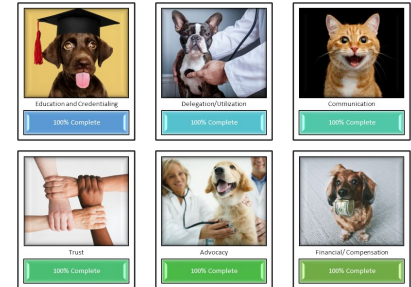 Education and Credentialing
100% Complete
Delegation/Utilization
100% Complete
Communication
100% Complete
Trust
100% Complete
Advocacy
100% Complete
Financial/ Compensation
100% Complete